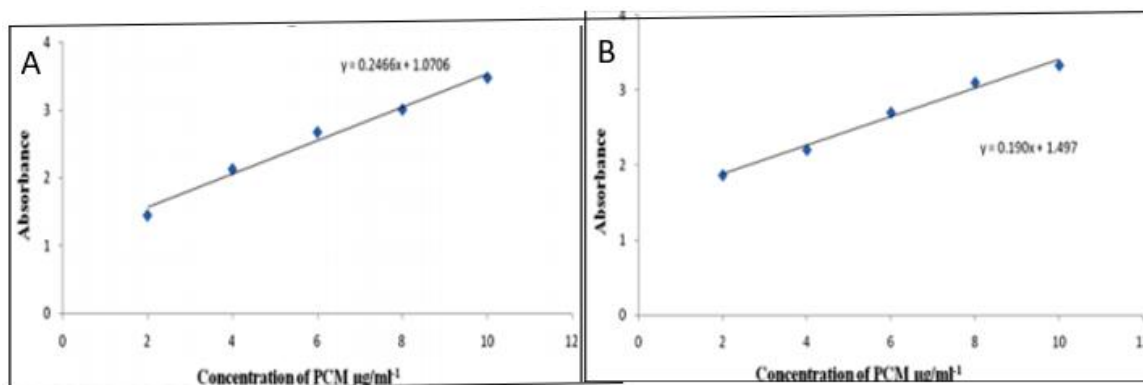 A
y = 0.2466x + 1.0706
Absorbance
4
3
2
1
0
0 2 4 6 8 10 12
Concentration of PCM µg/ml⁻¹
B
y = 0.190x + 1.497
Absorbance
4
3
2
1
0
0 2 4 6 8 10 12
Concentration of PCM µg/ml⁻¹